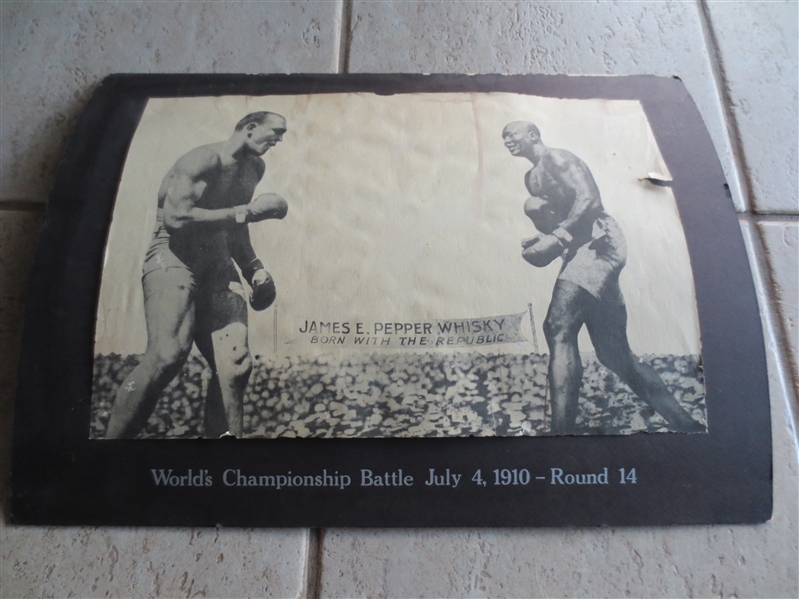 JAMES E. PEPPER WHISKY
BORN WITH THE REPUBLIC
World's Championship Battle July 4, 1910 – Round 14